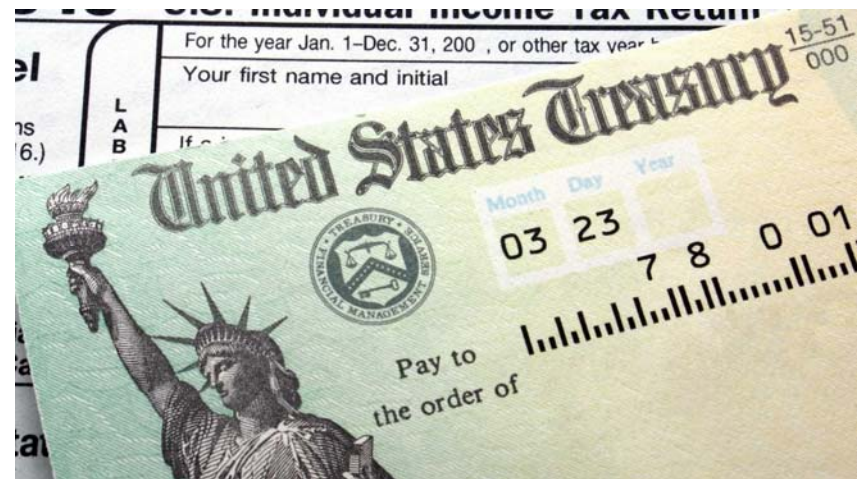 U.S. Individual Income Tax Return
For the year Jan. 1–Dec. 31, 200 , or other tax year
Your first name and initial
L
A
B
6.)
United States Treasury
15-51
000
Month Day Year
03 23
7 8 0 01
TREASURY
FINANCIAL MANAGEMENT SERVICE
Pay to
the order of